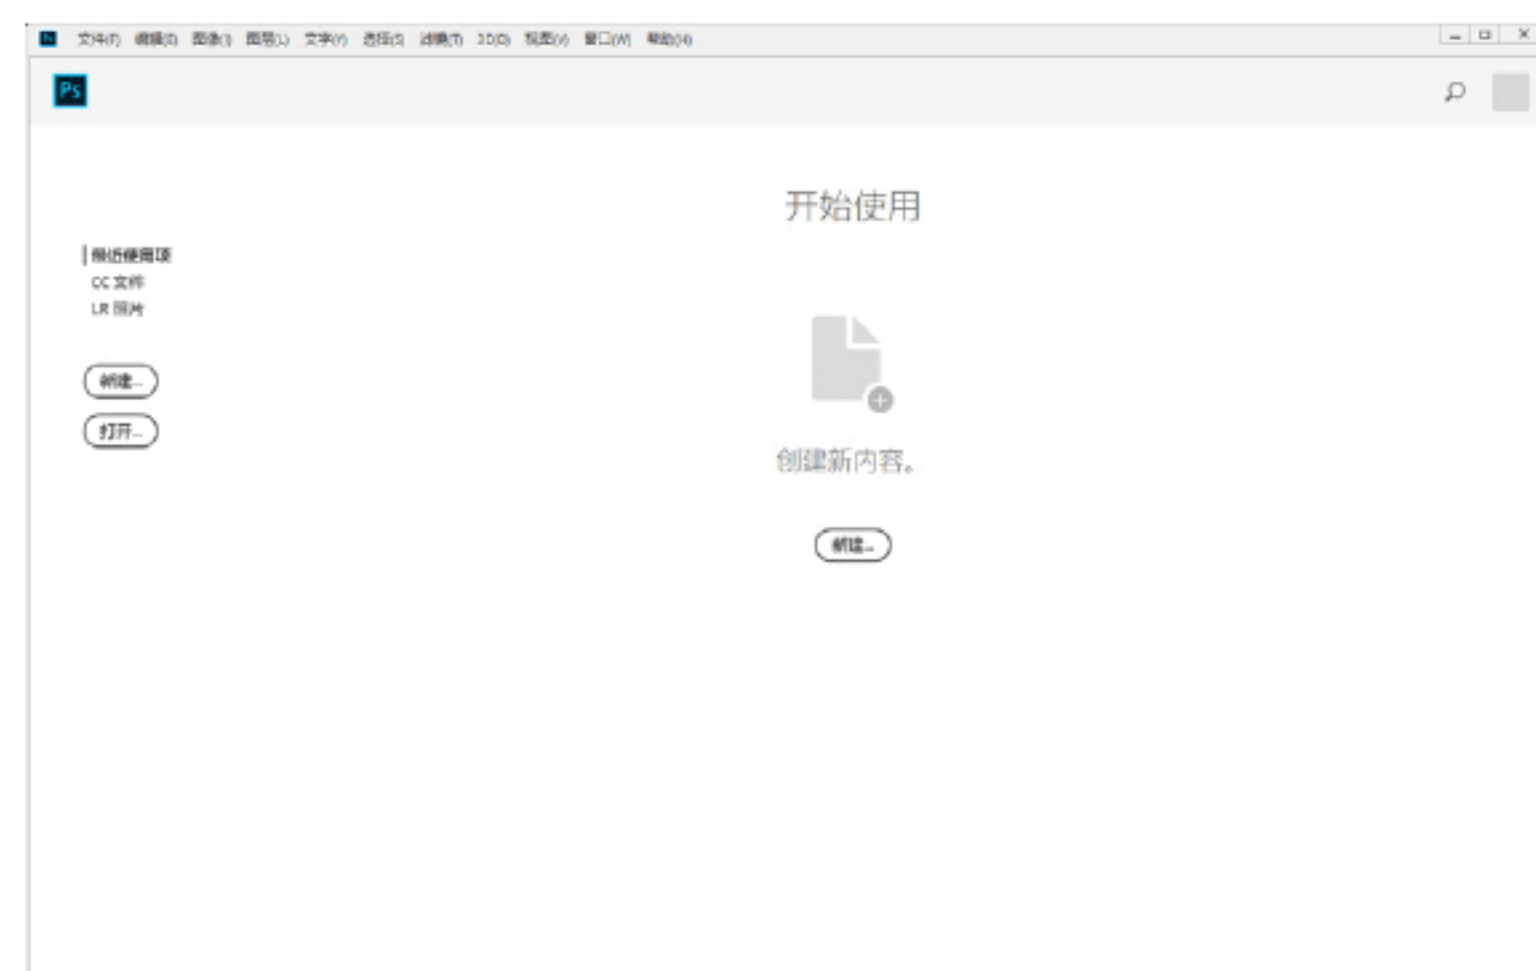 文件(F) 编辑(E) 图像(I) 图层(L) 文字(Y) 选择(S) 滤镜(T) 3D(D) 视图(V) 窗口(W) 帮助(H)
Ps
开始使用
最近使用项
CC 文件
LR 照片
新建...
打开...
创建新内容。
新建...